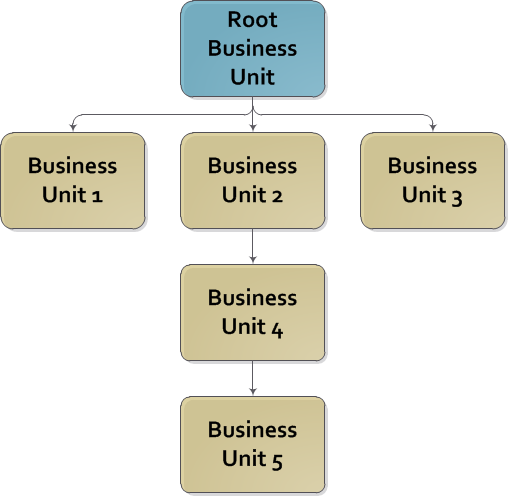 Root
Business
Unit
Business
Unit 1
Business
Unit 2
Business
Unit 3
Business
Unit 4
Business
Unit 5